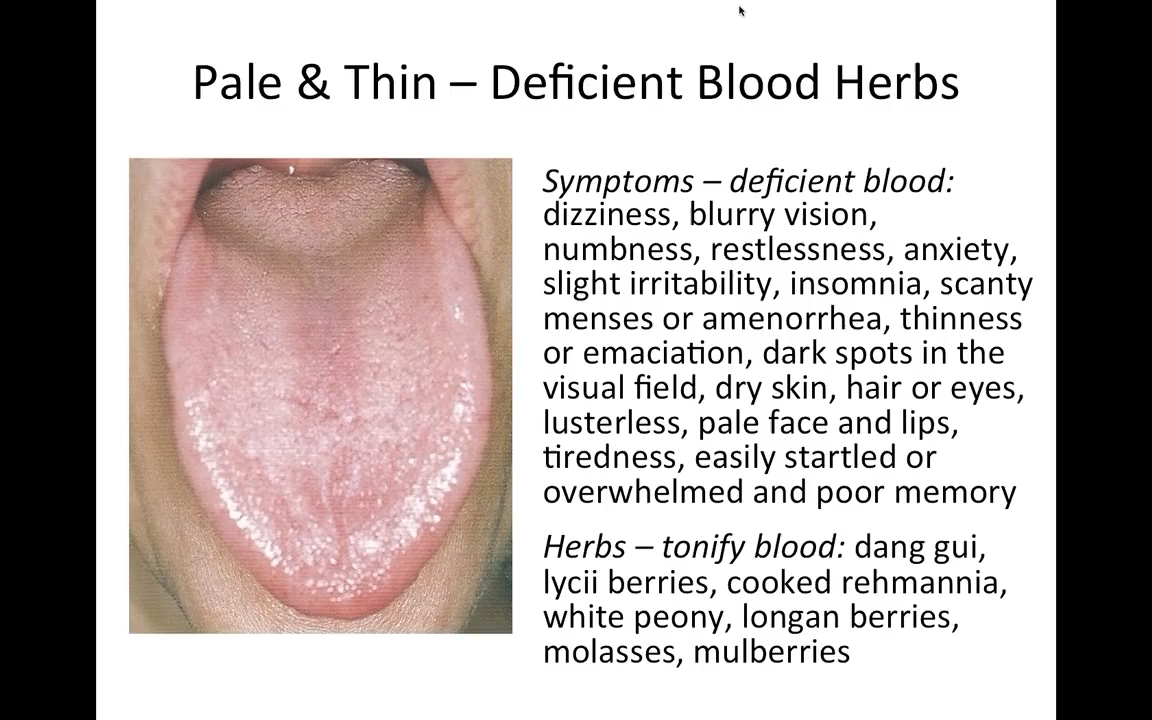 Pale & Thin – Deficient Blood Herbs
Symptoms – deficient blood:
dizziness, blurry vision,
numbness, restlessness, anxiety,
slight irritability, insomnia, scanty
menses or amenorrhea, thinness
or emaciation, dark spots in the
visual field, dry skin, hair or eyes,
lusterless, pale face and lips,
tiredness, easily startled or
overwhelmed and poor memory
Herbs – tonify blood: dang gui,
lycii berries, cooked rehmannia,
white peony, longan berries,
molasses, mulberries